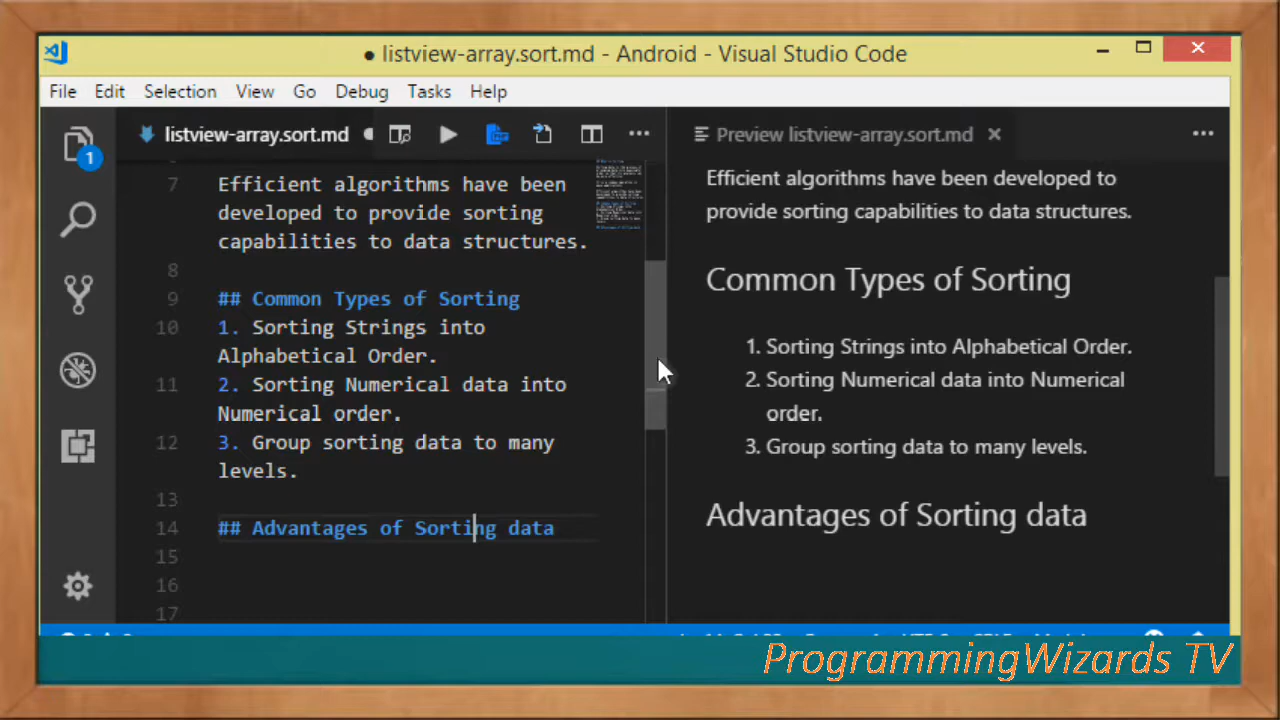 ● listview-array.sort.md - Android - Visual Studio Code
File Edit Selection View Go Debug Tasks Help
1
listview-array.sort.md
Preview listview-array.sort.md
7 Efficient algorithms have been
developed to provide sorting
capabilities to data structures.
8
9 ## Common Types of Sorting
10 1. Sorting Strings into
Alphabetical Order.
11 2. Sorting Numerical data into
Numerical order.
12 3. Group sorting data to many
levels.
13
14 ## Advantages of Sorting data
15
16
17
Efficient algorithms have been developed to
provide sorting capabilities to data structures.
Common Types of Sorting
1. Sorting Strings into Alphabetical Order.
2. Sorting Numerical data into Numerical
order.
3. Group sorting data to many levels.
Advantages of Sorting data
ProgrammingWizards TV